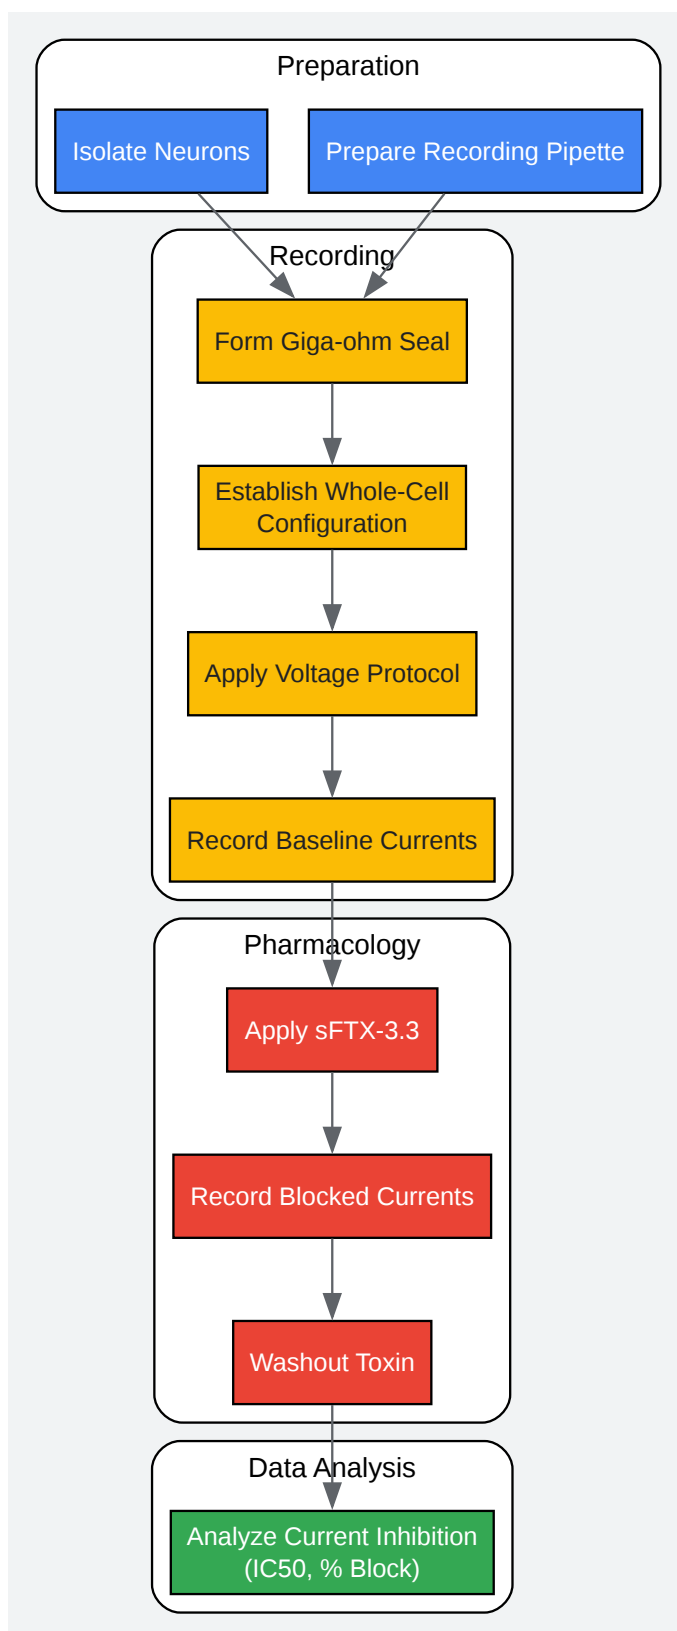 Preparation
Isolate Neurons
Prepare Recording Pipette
Recording
Form Giga-ohm Seal
Establish Whole-Cell
Configuration
Apply Voltage Protocol
Record Baseline Currents
Pharmacology
Apply sFTX-3.3
Record Blocked Currents
Washout Toxin
Data Analysis
Analyze Current Inhibition
(IC50, % Block)